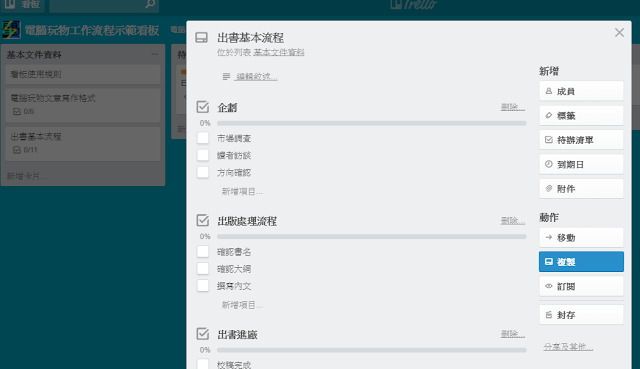 看板
Trello
電腦玩物工作流程示範看板
基本文件資料
看板使用規則
電腦玩物文章寫作格式
0/6
出書基本流程
0/11
新增卡片...
出書基本流程
位於列表 基本文件資料
編輯敘述...
企劃
刪除...
0%
市場調查
讀者訪談
方向確認
新增項目...
出版處理流程
刪除...
0%
確認書名
確認大綱
撰寫內文
新增項目...
出書進廠
刪除...
0%
校稿完成
新增
成員
標籤
待辦清單
到期日
附件
動作
移動
複製
訂閱
封存
分享及其他...